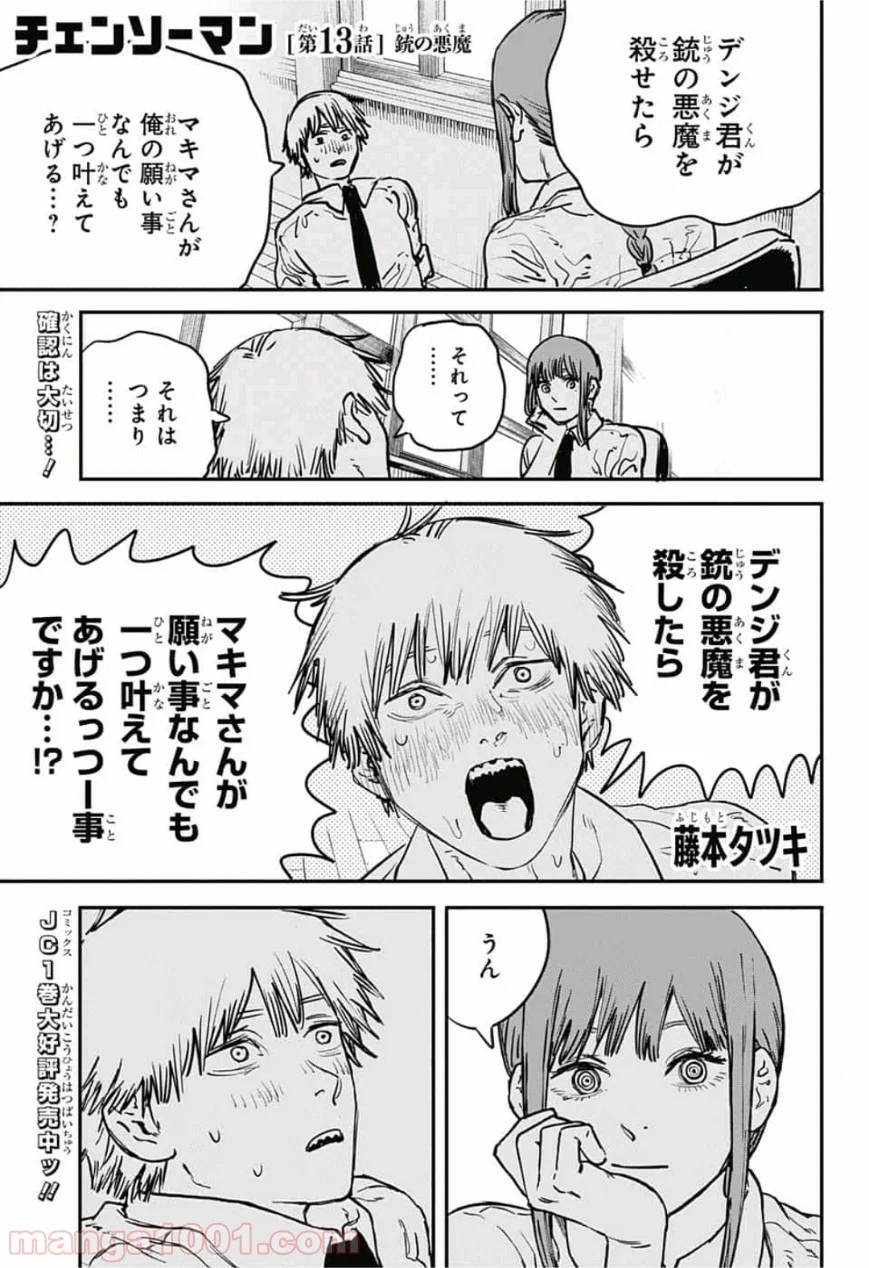 チェンソーマン
[第13話] 銃の悪魔
デンジ君が
銃の悪魔を
殺せたら
マキマさんが
俺の願い事
なんでも
一つ叶えて
あげる…?
それって
……
それは
つまり
……
確認は大切…!
デンジ君が
銃の悪魔を
殺したら
マキマさんが
願い事なんでも
一つ叶えて
あげるっつー事
ですか…!?
藤本タツキ
うん
JC1巻大好評発売中ッ!!
manga1001.com